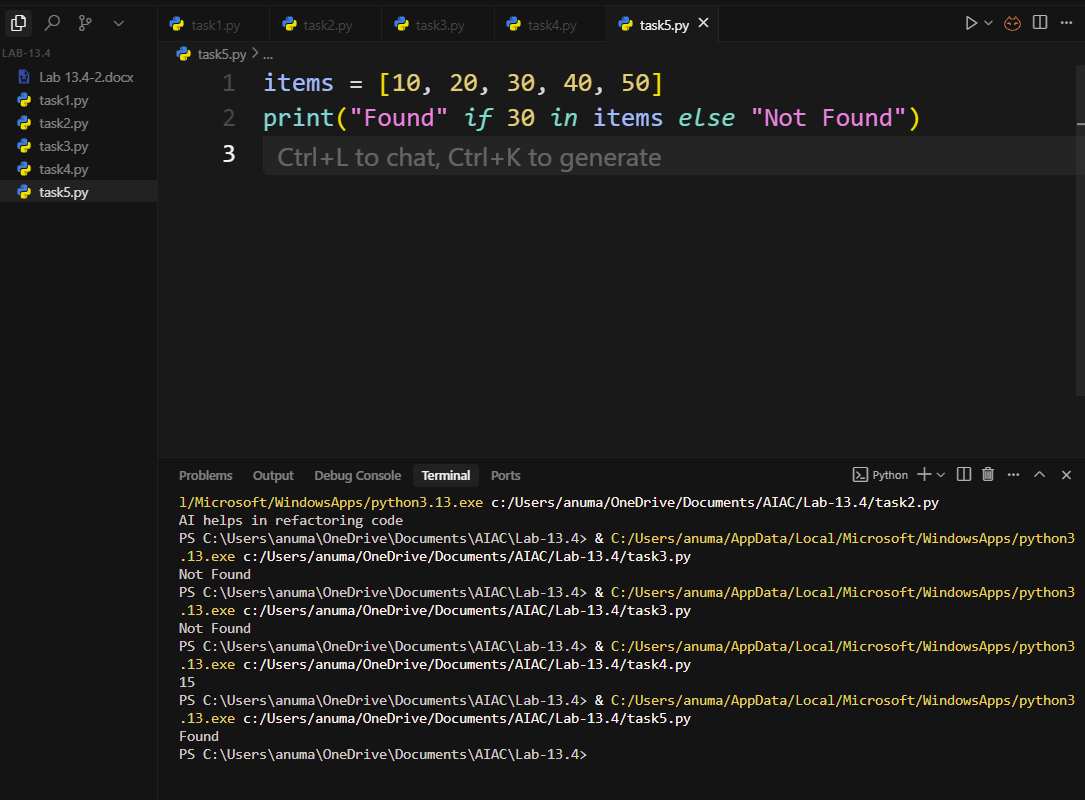 task1.py
task2.py
task3.py
task4.py
task5.py
LAB-13.4
Lab 13.4-2.docx
task1.py
task2.py
task3.py
task4.py
task5.py
task5.py > ...
1 items = [10, 20, 30, 40, 50]
2 print("Found" if 30 in items else "Not Found")
3 Ctrl+L to chat, Ctrl+K to generate
Problems Output Debug Console Terminal Ports
Python
l/Microsoft/WindowsApps/python3.13.exe c:/Users/anuma/OneDrive/Documents/AIAC/Lab-13.4/task2.py
AI helps in refactoring code
PS C:\Users\anuma\OneDrive\Documents\AIAC\Lab-13.4> & C:/Users/anuma/AppData/Local/Microsoft/WindowsApps/python3
.13.exe c:/Users/anuma/OneDrive/Documents/AIAC/Lab-13.4/task3.py
Not Found
PS C:\Users\anuma\OneDrive\Documents\AIAC\Lab-13.4> & C:/Users/anuma/AppData/Local/Microsoft/WindowsApps/python3
.13.exe c:/Users/anuma/OneDrive/Documents/AIAC/Lab-13.4/task3.py
Not Found
PS C:\Users\anuma\OneDrive\Documents\AIAC\Lab-13.4> & C:/Users/anuma/AppData/Local/Microsoft/WindowsApps/python3
.13.exe c:/Users/anuma/OneDrive/Documents/AIAC/Lab-13.4/task4.py
15
PS C:\Users\anuma\OneDrive\Documents\AIAC\Lab-13.4> & C:/Users/anuma/AppData/Local/Microsoft/WindowsApps/python3
.13.exe c:/Users/anuma/OneDrive/Documents/AIAC/Lab-13.4/task5.py
Found
PS C:\Users\anuma\OneDrive\Documents\AIAC\Lab-13.4>